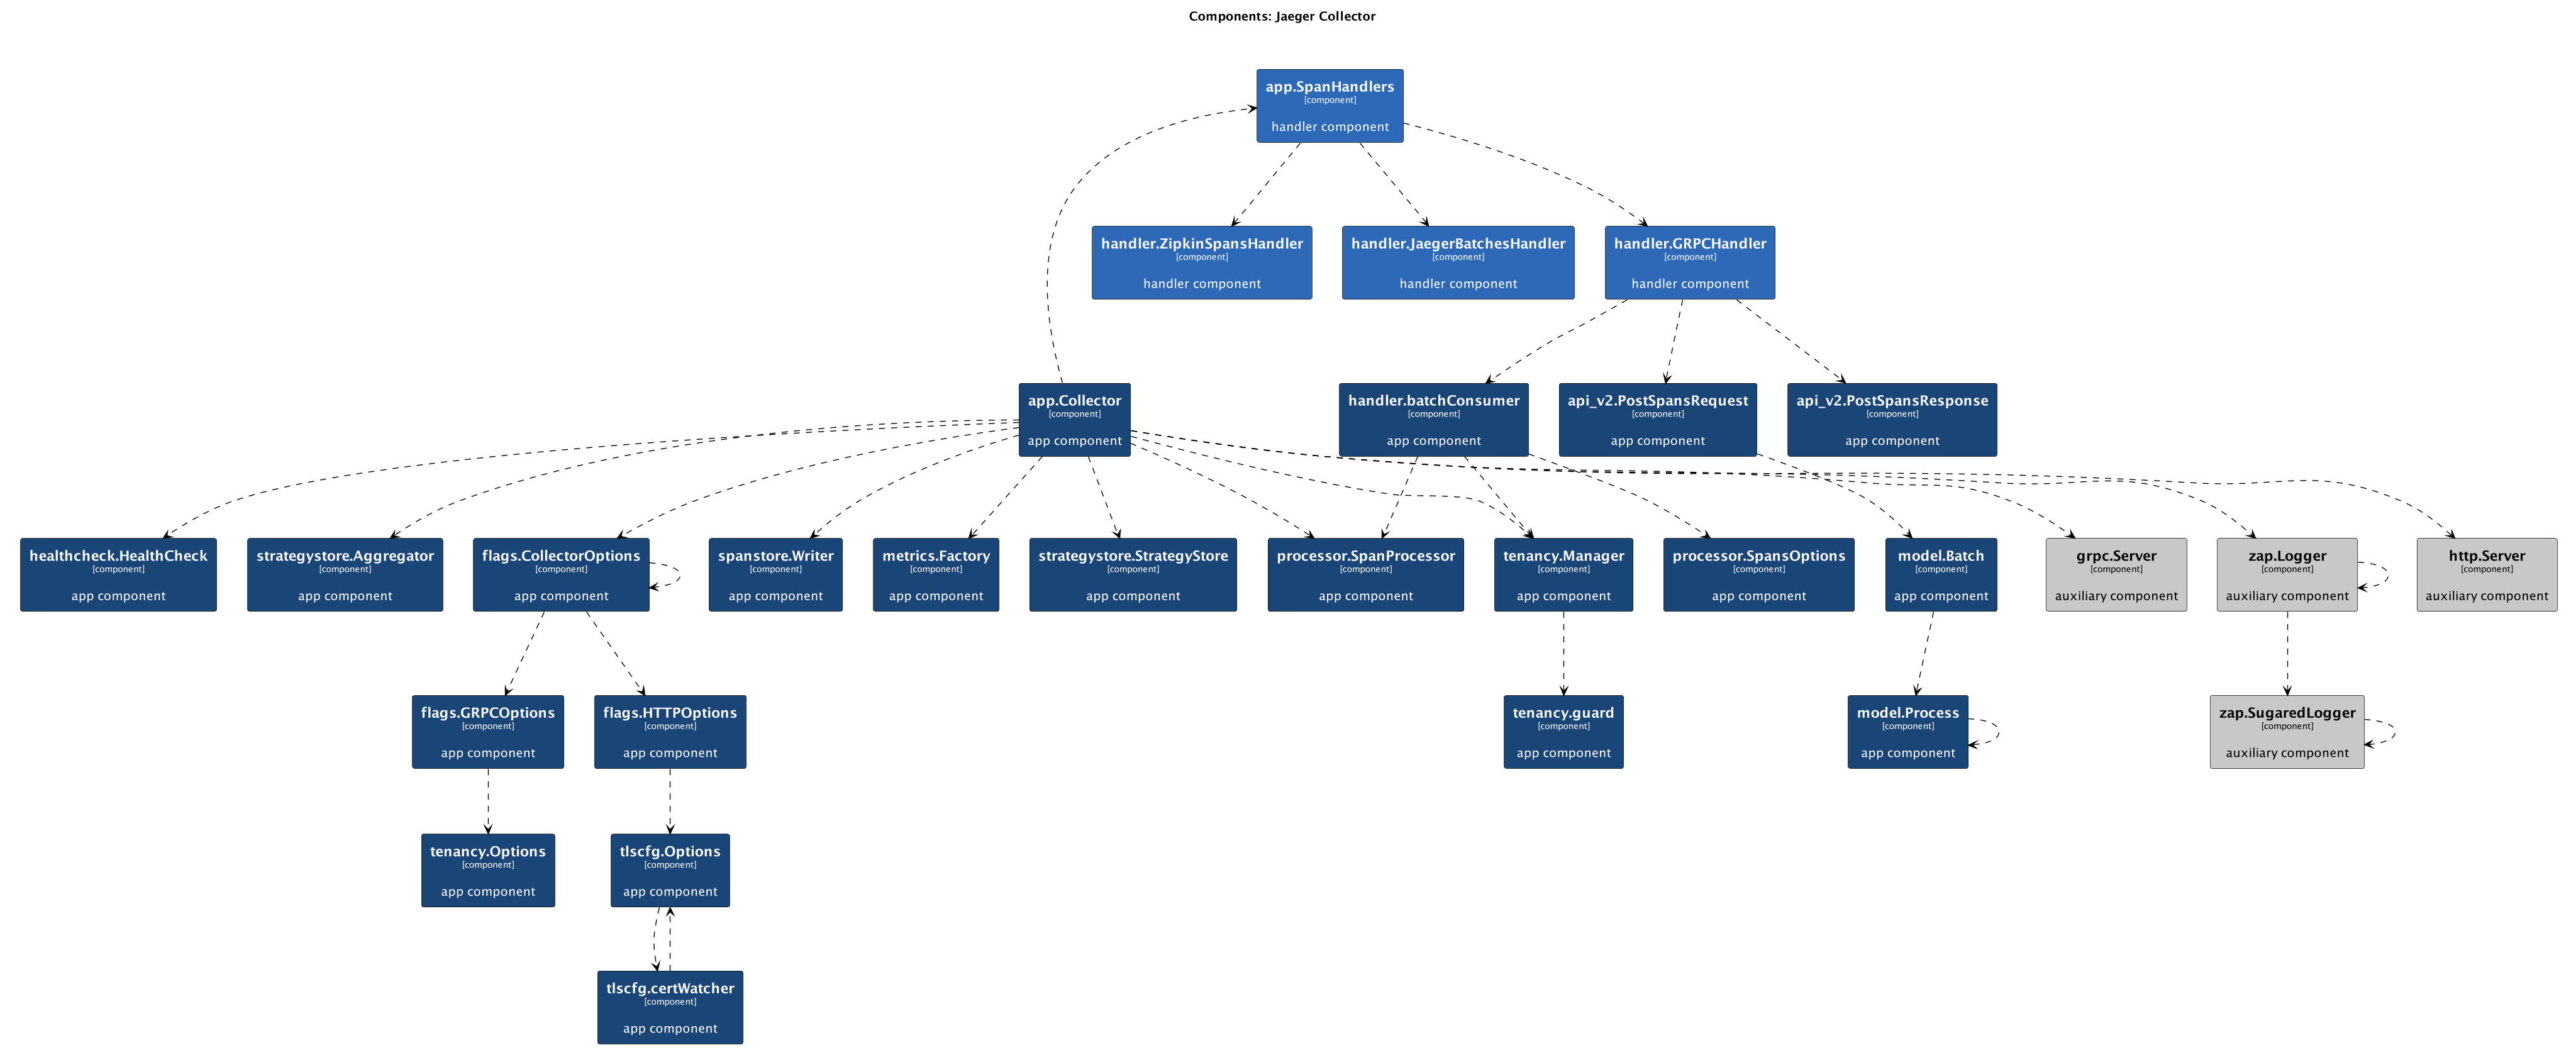 Components: Jaeger Collector
app.SpanHandlers
[component]
handler component
handler.ZipkinSpansHandler
[component]
handler component
handler.JaegerBatchesHandler
[component]
handler component
handler.GRPCHandler
[component]
handler component
app.Collector
[component]
app component
handler.batchConsumer
[component]
app component
api_v2.PostSpansRequest
[component]
app component
api_v2.PostSpansResponse
[component]
app component
healthcheck.HealthCheck
[component]
app component
strategystore.Aggregator
[component]
app component
flags.CollectorOptions
[component]
app component
spanstore.Writer
[component]
app component
metrics.Factory
[component]
app component
strategystore.StrategyStore
[component]
app component
processor.SpanProcessor
[component]
app component
tenancy.Manager
[component]
app component
processor.SpansOptions
[component]
app component
model.Batch
[component]
app component
grpc.Server
[component]
auxiliary component
zap.Logger
[component]
auxiliary component
http.Server
[component]
auxiliary component
flags.GRPCOptions
[component]
app component
flags.HTTPOptions
[component]
app component
tenancy.guard
[component]
app component
model.Process
[component]
app component
zap.SugaredLogger
[component]
auxiliary component
tenancy.Options
[component]
app component
tlscfg.Options
[component]
app component
tlscfg.certWatcher
[component]
app component